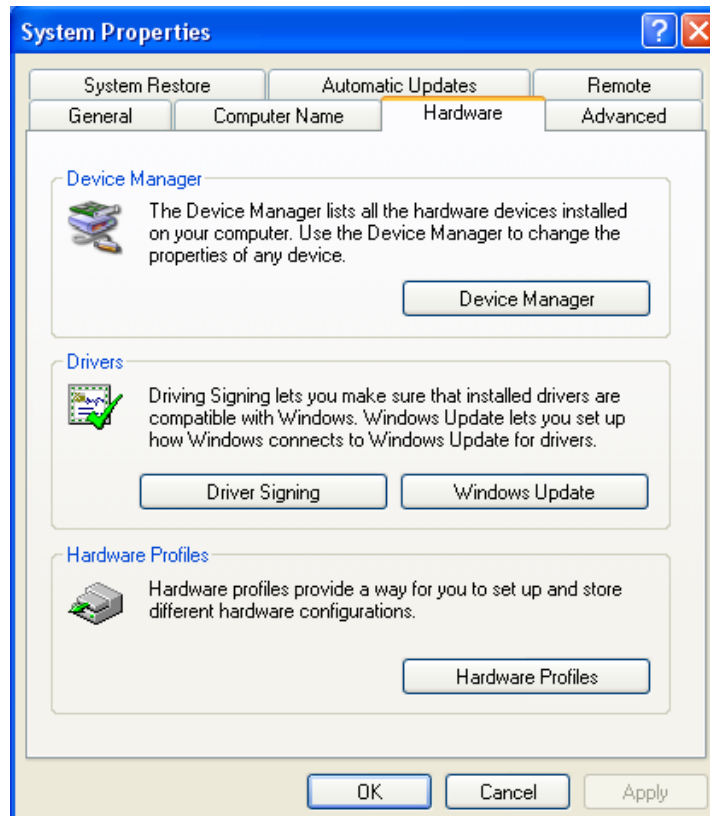 System Properties
System Restore Automatic Updates Remote
General Computer Name Hardware Advanced
Device Manager
The Device Manager lists all the hardware devices installed
on your computer. Use the Device Manager to change the
properties of any device.
Device Manager
Drivers
Driving Signing lets you make sure that installed drivers are
compatible with Windows. Windows Update lets you set up
how Windows connects to Windows Update for drivers.
Driver Signing Windows Update
Hardware Profiles
Hardware profiles provide a way for you to set up and store
different hardware configurations.
Hardware Profiles
OK Cancel Apply